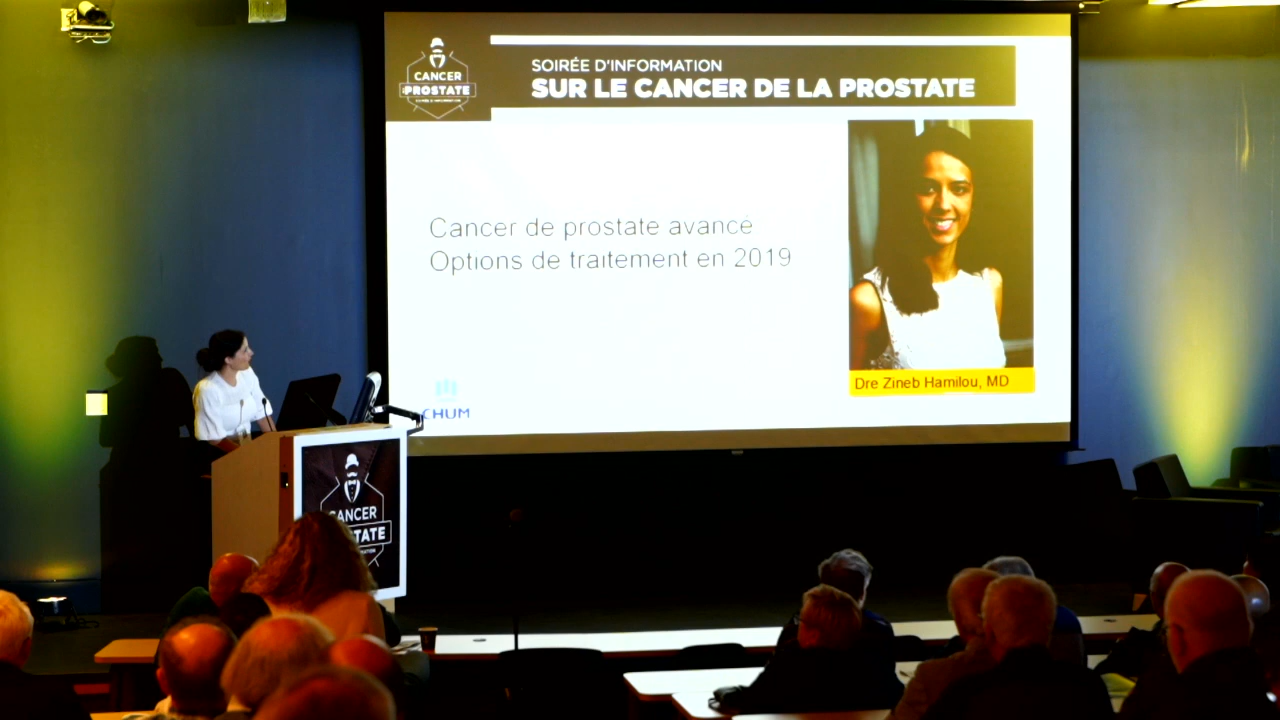 CANCER
PROSTATE
SOIRÉE D'INFORMATION
SUR LE CANCER DE LA PROSTATE
Cancer de prostate avancé
Options de traitement en 2019
Dre Zineb Hamilou, MD
CHUM
CANCER